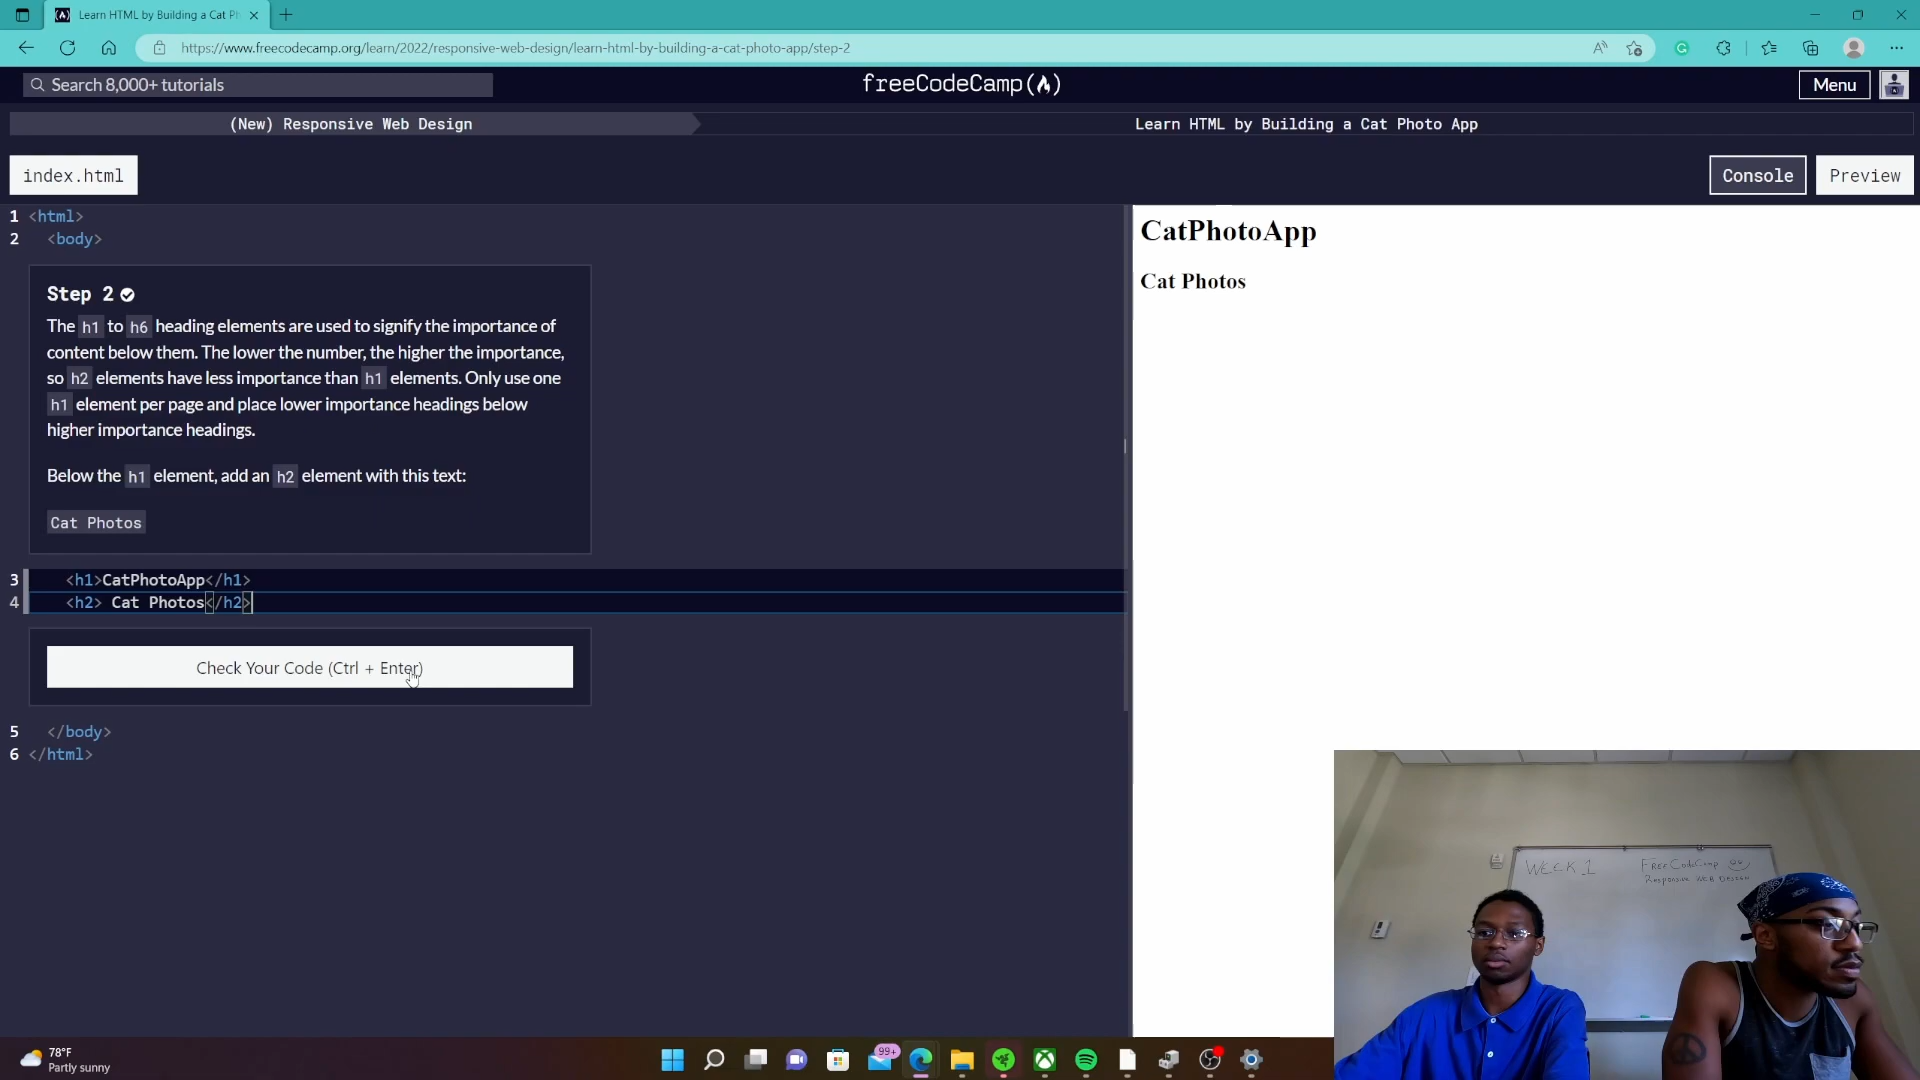 Learn HTML by Building a Cat Ph
https://www.freecodecamp.org/learn/2022/responsive-web-design/learn-html-by-building-a-cat-photo-app/step-2
Search 8,000+ tutorials
freeCodeCamp(🔥)
Menu
(New) Responsive Web Design
Learn HTML by Building a Cat Photo App
index.html
Console
Preview
1 <html>
2 <body>
Step 2
The h1 to h6 heading elements are used to signify the importance of
content below them. The lower the number, the higher the importance,
so h2 elements have less importance than h1 elements. Only use one
h1 element per page and place lower importance headings below
higher importance headings.
Below the h1 element, add an h2 element with this text:
Cat Photos
3 <h1>CatPhotoApp</h1>
4 <h2> Cat Photos</h2>
Check Your Code (Ctrl + Enter)
5 </body>
6 </html>
CatPhotoApp
Cat Photos
WEEK 1
FreeCodeCamp
Responsive Web Design
78°F
Partly sunny
99+